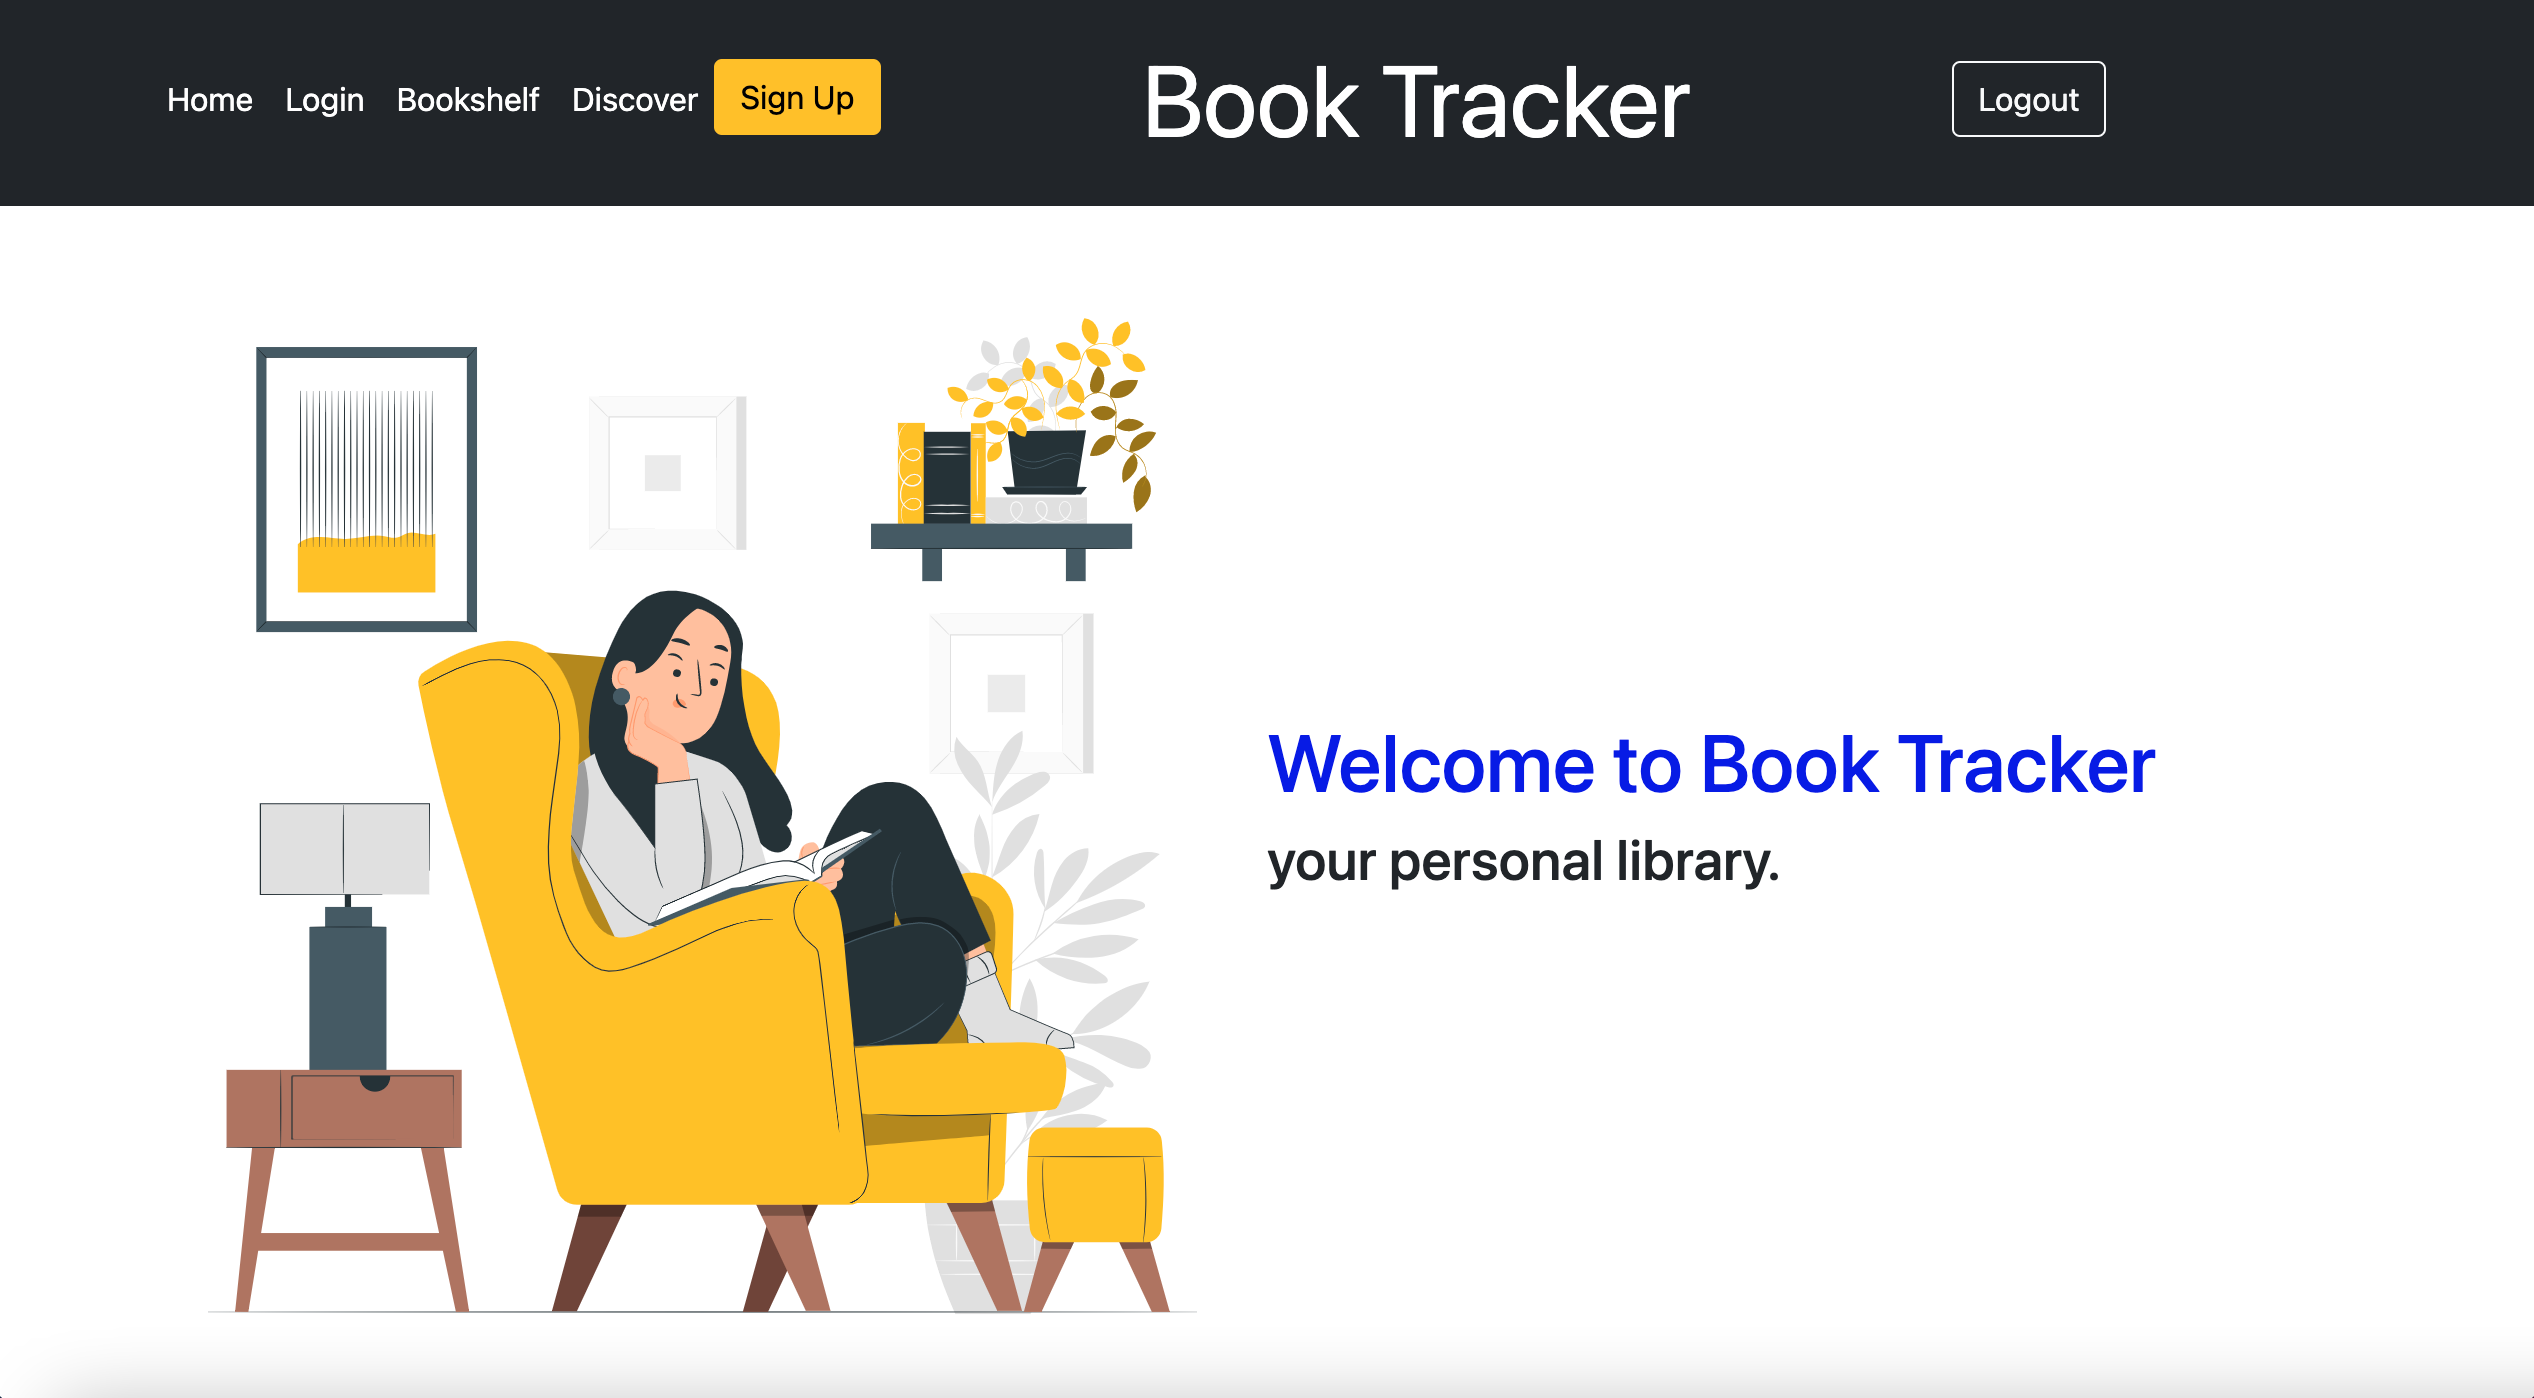 Home Login Bookshelf Discover Sign Up Book Tracker Logout
Welcome to Book Tracker
your personal library.